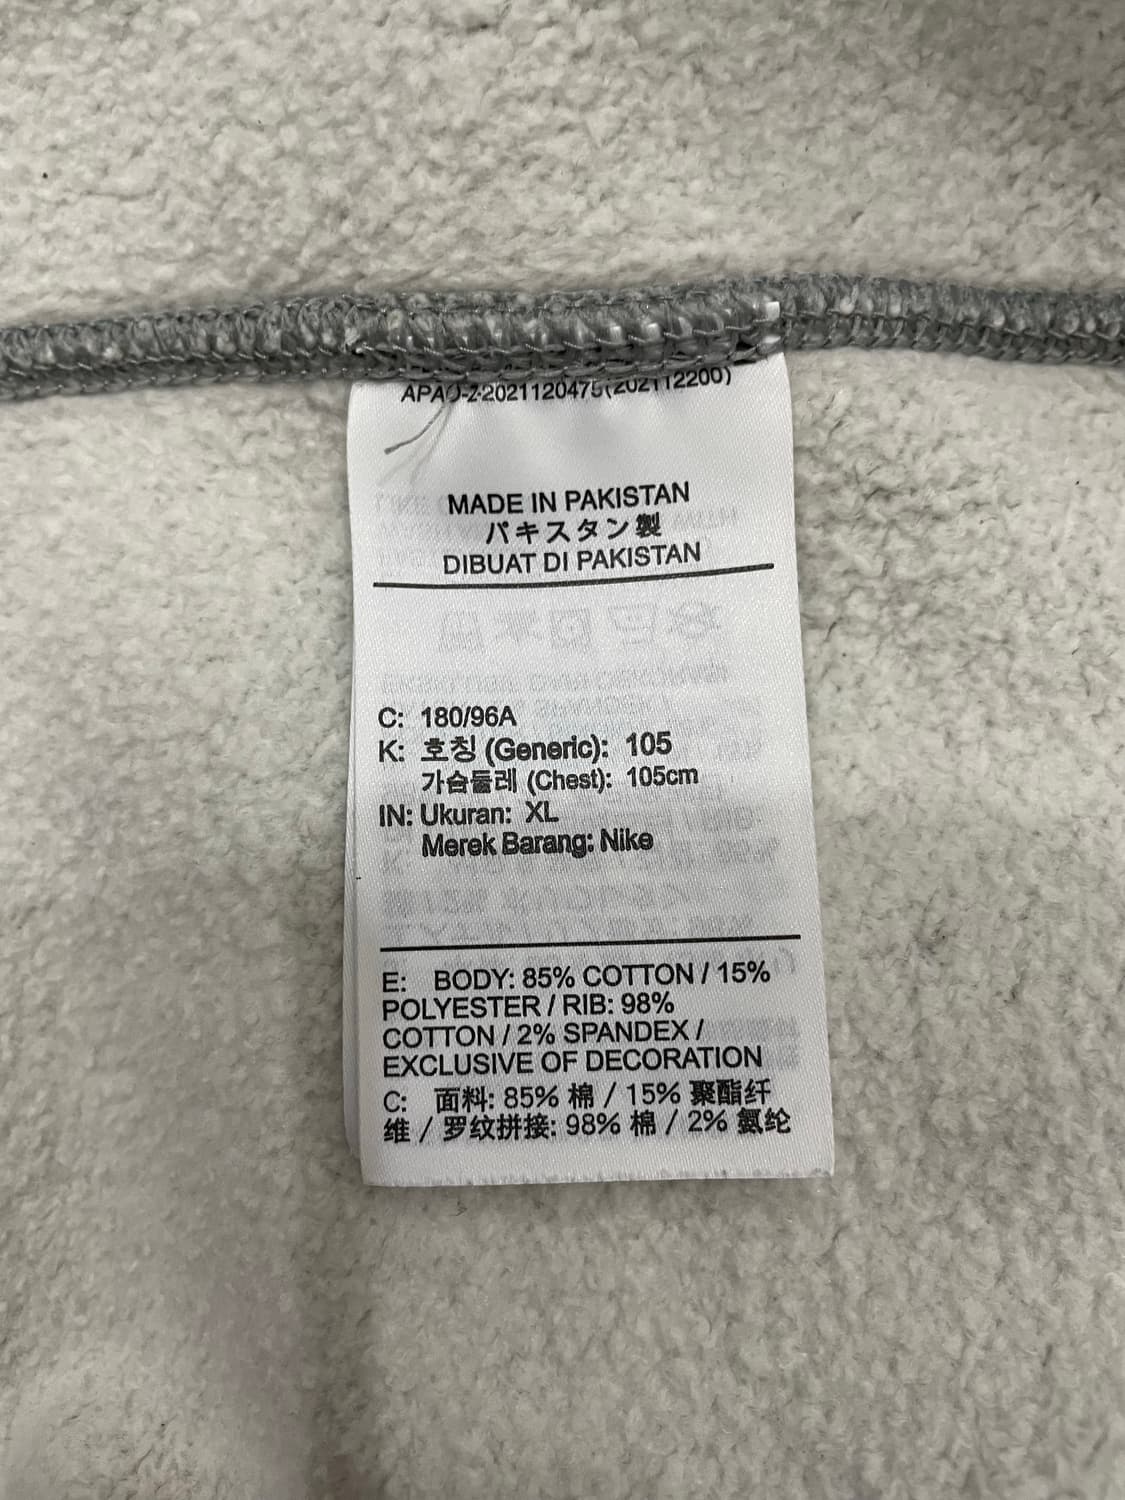 APAO-Z-2021120475(202112200)
MADE IN PAKISTAN
パキスタン製
DIBUAT DI PAKISTAN
C: 180/96A
K: 호칭 (Generic): 105
가슴둘레 (Chest): 105cm
IN: Ukuran: XL
Merek Barang: Nike
E: BODY: 85% COTTON / 15%
POLYESTER / RIB: 98%
COTTON / 2% SPANDEX /
EXCLUSIVE OF DECORATION
C: 面料: 85% 棉 / 15% 聚酯纤
维 / 罗纹拼接: 98% 棉 / 2% 氨纶